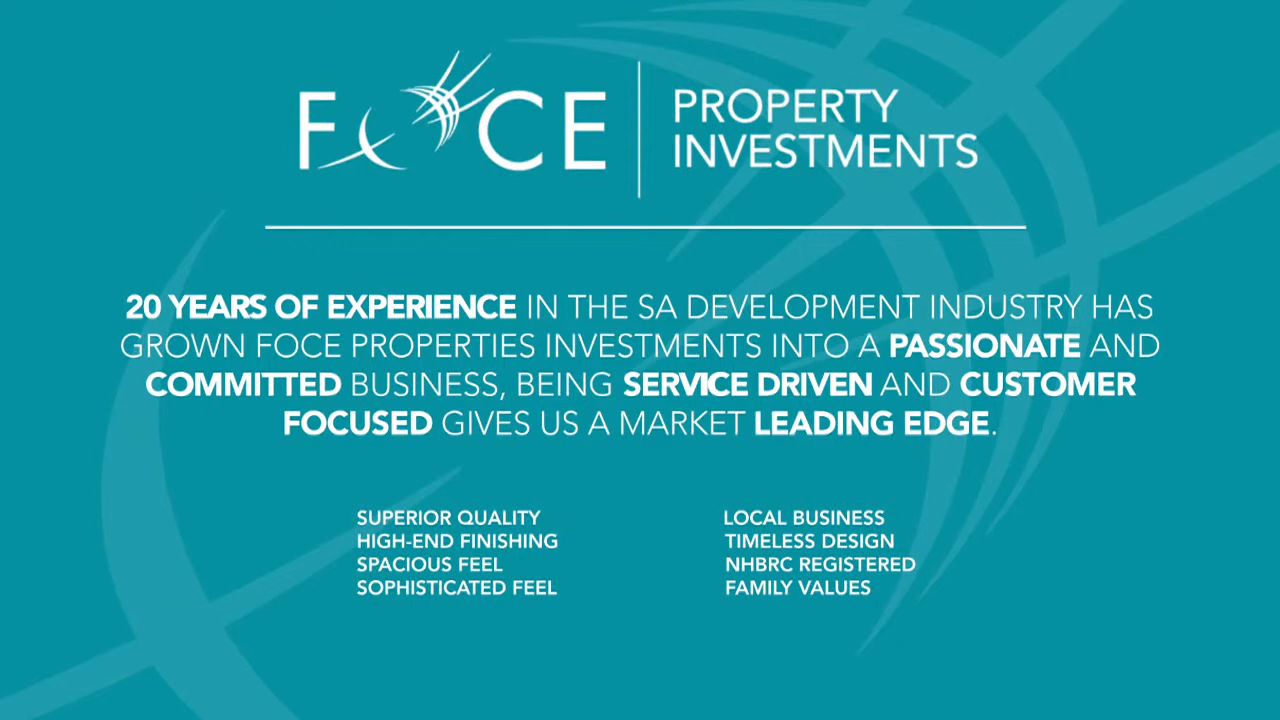 FOCE
PROPERTY
INVESTMENTS
20 YEARS OF EXPERIENCE IN THE SA DEVELOPMENT INDUSTRY HAS
GROWN FOCE PROPERTIES INVESTMENTS INTO A PASSIONATE AND
COMMITTED BUSINESS, BEING SERVICE DRIVEN AND CUSTOMER
FOCUSED GIVES US A MARKET LEADING EDGE.
SUPERIOR QUALITY
HIGH-END FINISHING
SPACIOUS FEEL
SOPHISTICATED FEEL
LOCAL BUSINESS
TIMELESS DESIGN
NHBRC REGISTERED
FAMILY VALUES